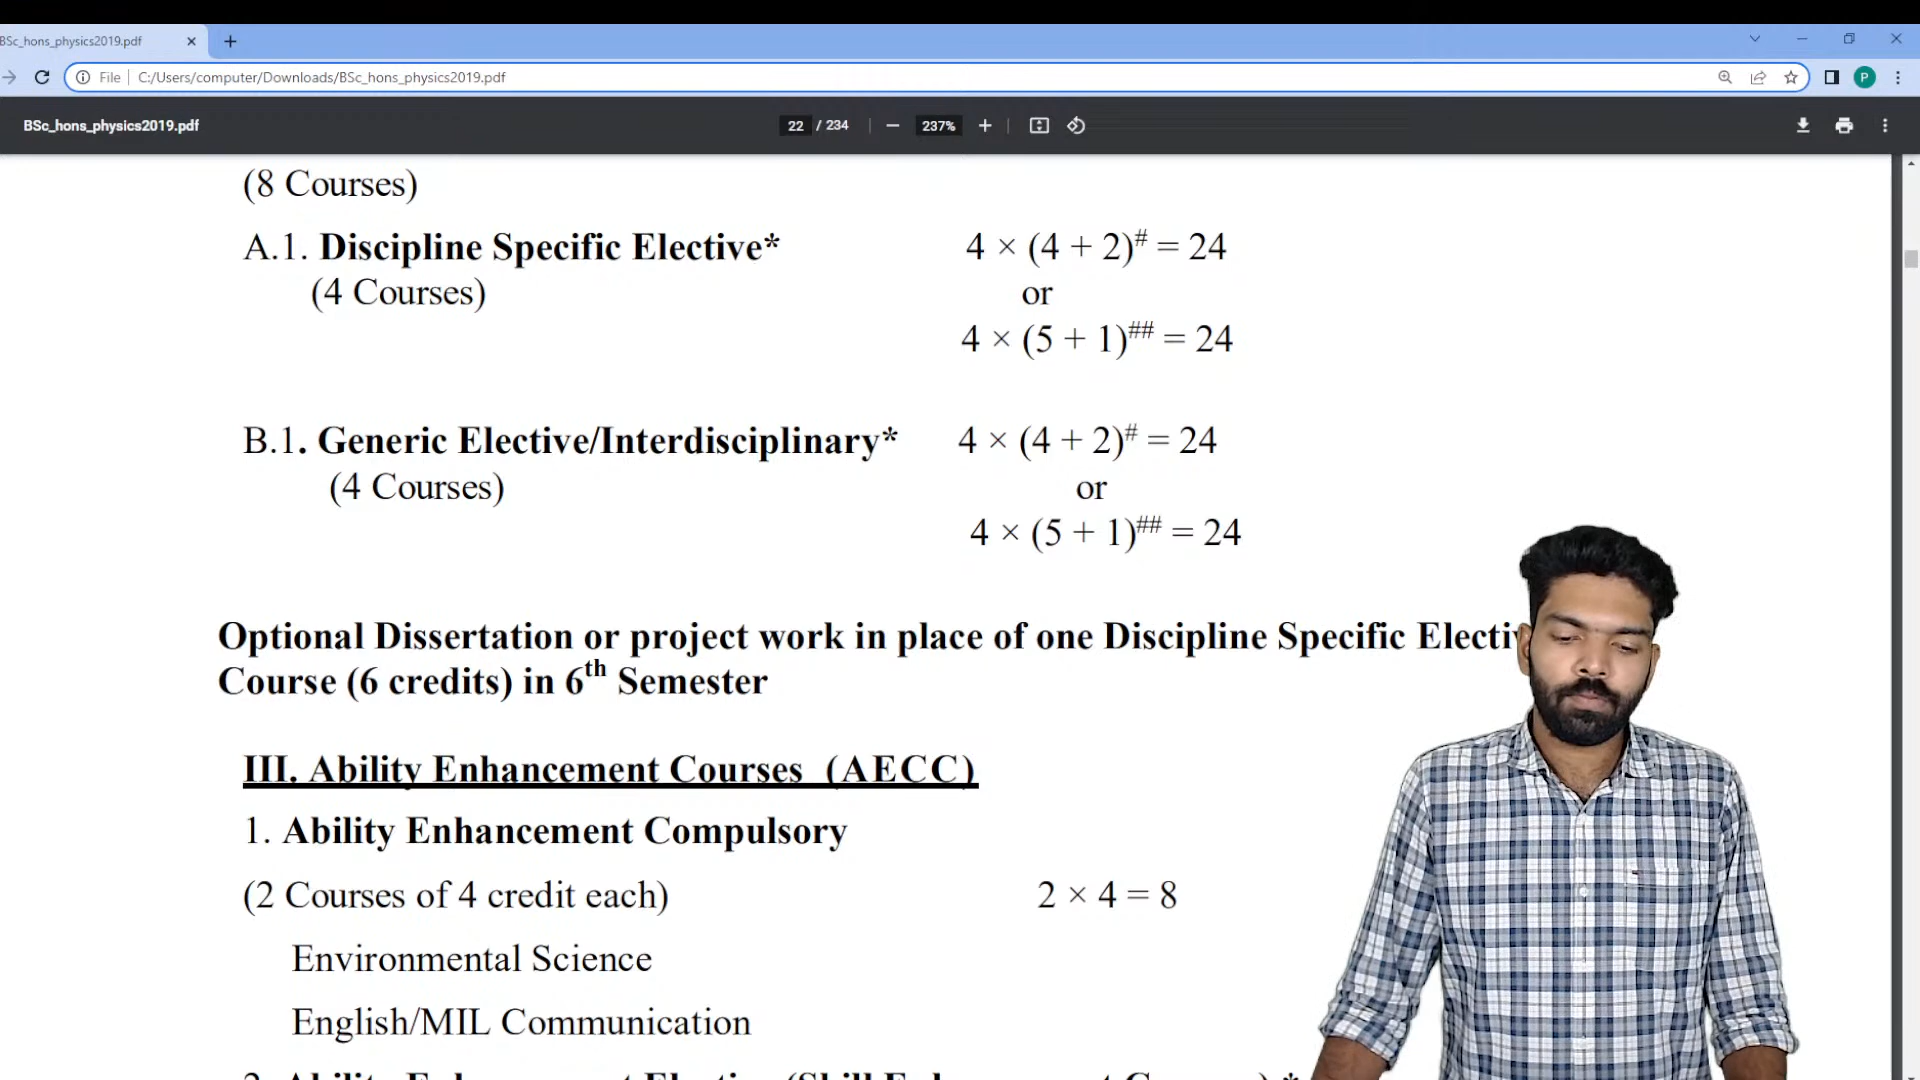 BSc_hons_physics2019.pdf
File C:/Users/computer/Downloads/BSc_hons_physics2019.pdf
P
BSc_hons_physics2019.pdf
22 / 234
237%
(8 Courses)
A.1. Discipline Specific Elective* 4 × (4 + 2)# = 24
(4 Courses) or
4 × (5 + 1)## = 24
B.1. Generic Elective/Interdisciplinary* 4 × (4 + 2)# = 24
(4 Courses) or
4 × (5 + 1)## = 24
Optional Dissertation or project work in place of one Discipline Specific
Course (6 credits) in 6th Semester
III. Ability Enhancement Courses (AECC)
1. Ability Enhancement Compulsory
(2 Courses of 4 credit each) 2 × 4 = 8
Environmental Science
English/MIL Communication